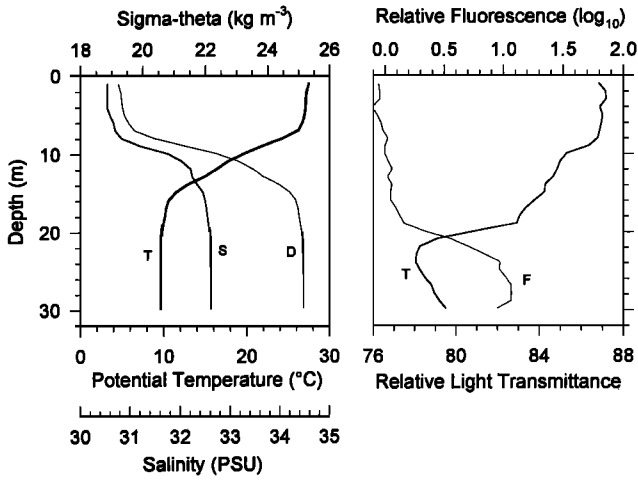 Sigma-theta (kg m⁻³)
18 20 22 24 26
Relative Fluorescence (log₁₀)
0.0 0.5 1.0 1.5 2.0
Depth (m)
0
10
20
30
T S D
T F
0 10 20 30
Potential Temperature (°C)
76 80 84 88
Relative Light Transmittance
30 31 32 33 34 35
Salinity (PSU)